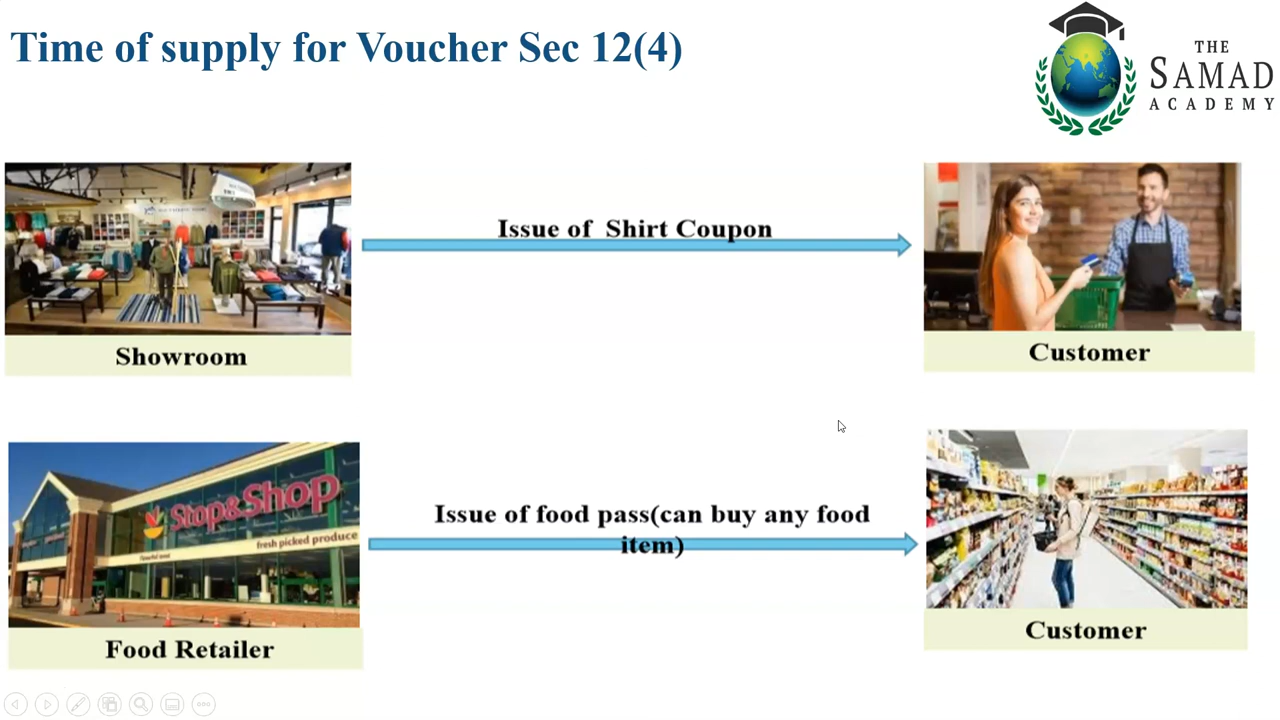 Time of supply for Voucher Sec 12(4)
THE
SAMAD
ACADEMY
Issue of Shirt Coupon
Showroom
Customer
Stop&Shop
fresh picked produce
Issue of food pass(can buy any food
item)
Food Retailer
Customer